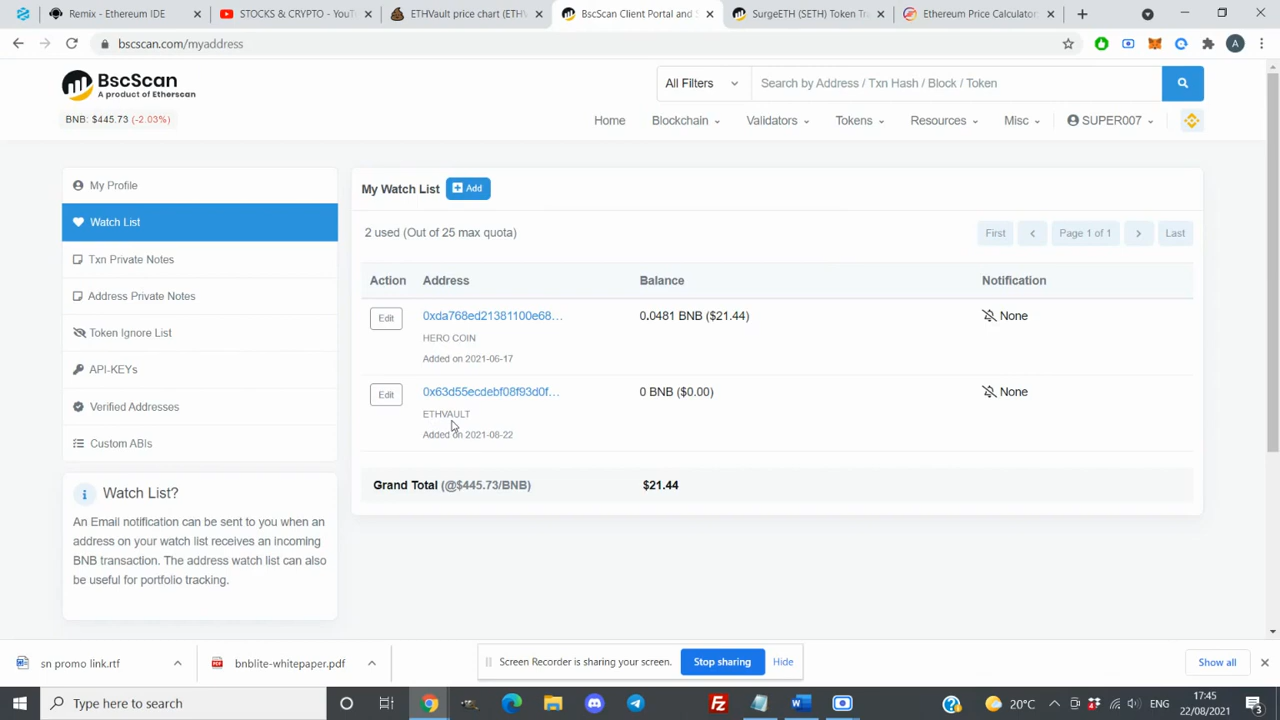 Remix - Ethereum IDE
STOCKS & CRYPTO - YouT
ETHVault price chart (ETHV
BscScan Client Portal and S
SurgeETH (SETH) Token Tr
Ethereum Price Calculator
bscscan.com/myaddress
A
BscScan
A product of Etherscan
All Filters
Search by Address / Txn Hash / Block / Token
BNB: $445.73 (-2.03%)
Home
Blockchain
Validators
Tokens
Resources
Misc
SUPER007
My Profile
Watch List
Txn Private Notes
Address Private Notes
Token Ignore List
API-KEYs
Verified Addresses
Custom ABIs
Watch List?
An Email notification can be sent to you when an
address on your watch list receives an incoming
BNB transaction. The address watch list can also
be useful for portfolio tracking.
My Watch List
Add
2 used (Out of 25 max quota)
First
Page 1 of 1
Last
Action Address Balance Notification
Edit 0xda768ed21381100e68... 0.0481 BNB ($21.44) None
HERO COIN
Added on 2021-06-17
Edit 0x63d55ecdebf08f93d0f... 0 BNB ($0.00) None
ETHVAULT
Added on 2021-08-22
Grand Total (@$445.73/BNB) $21.44
sn promo link.rtf
bnblite-whitepaper.pdf
Screen Recorder is sharing your screen.
Stop sharing
Hide
Show all
Type here to search
20°C
17:45
22/08/2021
3